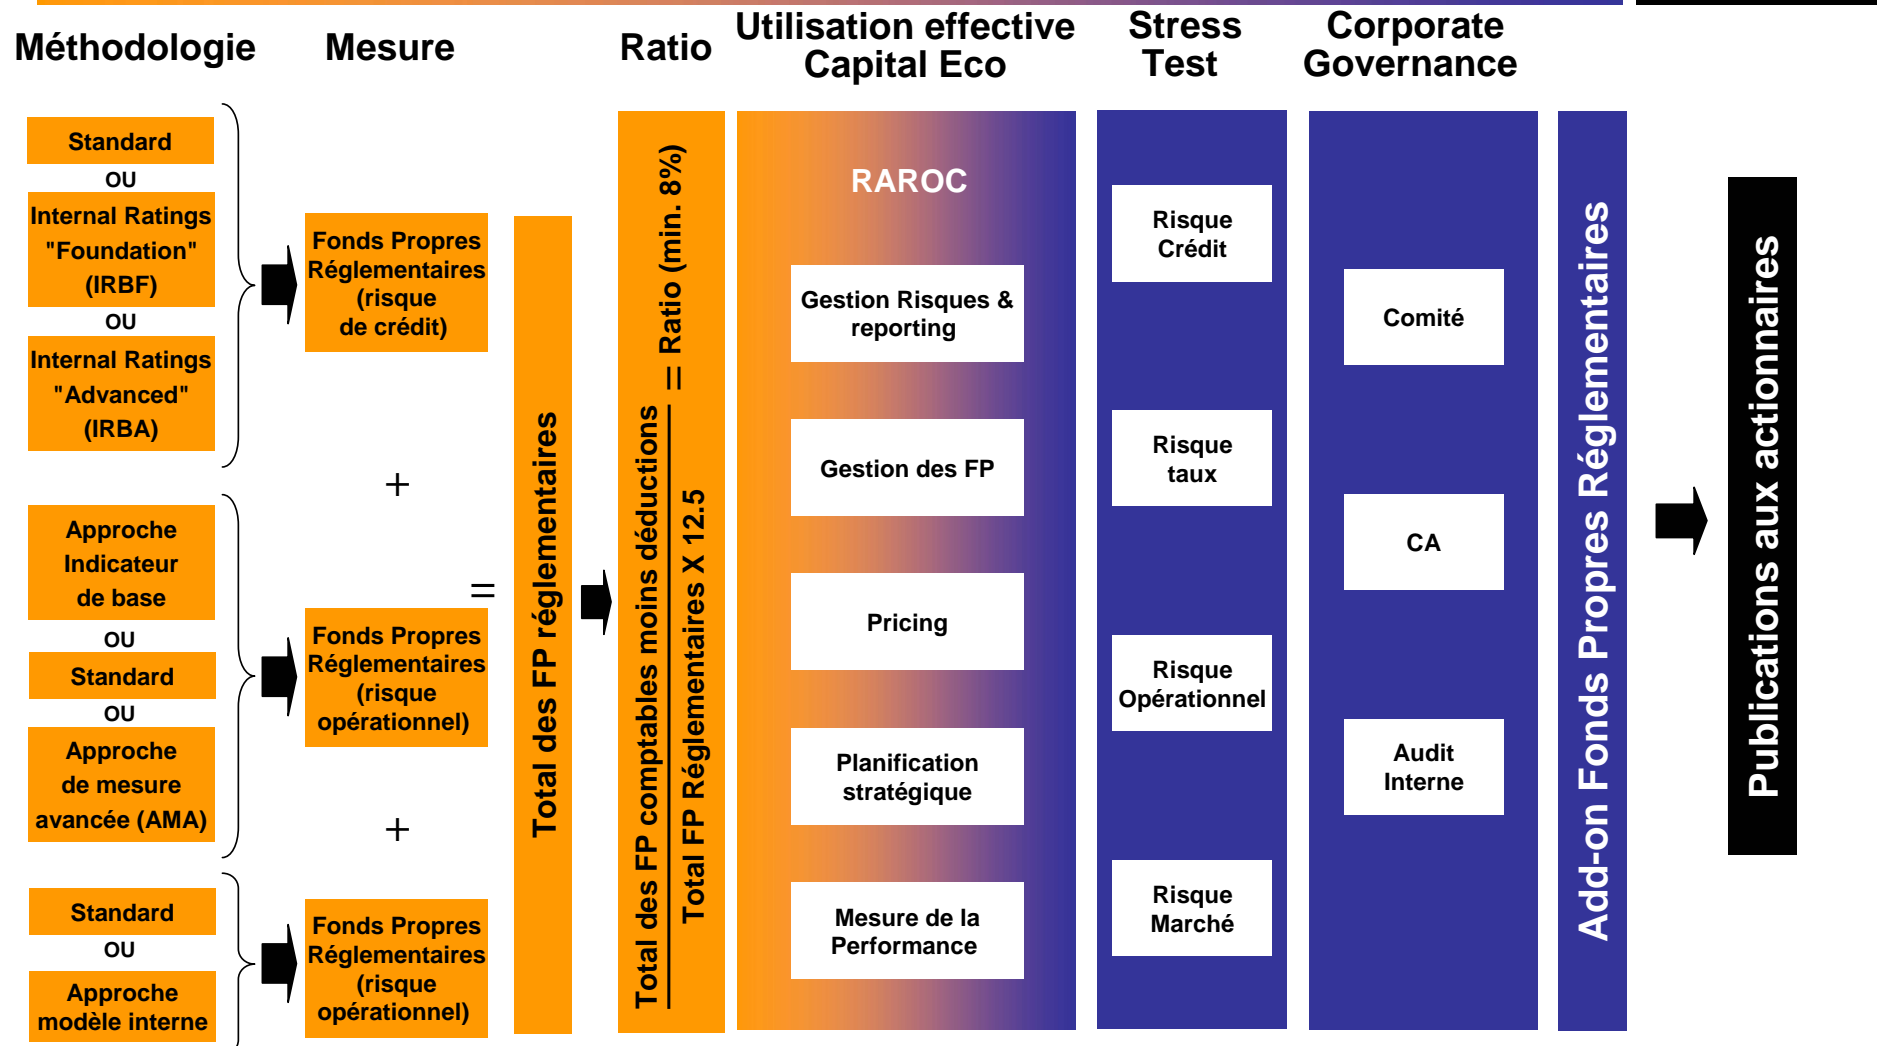 Méthodologie
Mesure
Ratio
Utilisation effective
Capital Eco
Stress
Test
Corporate
Governance
Standard
OU
Internal Ratings
"Foundation"
(IRBF)
OU
Internal Ratings
"Advanced"
(IRBA)
Approche
Indicateur
de base
OU
Standard
OU
Approche
de mesure
avancée (AMA)
Standard
OU
Approche
modèle interne
Fonds Propres
Réglementaires
(risque
de crédit)
+
Fonds Propres
Réglementaires
(risque
opérationnel)
+
Fonds Propres
Réglementaires
(risque
opérationnel)
=
Total des FP réglementaires
Total des FP comptables moins déductions
Total FP Réglementaires X 12.5
= Ratio (min. 8%)
RAROC
Gestion Risques &
reporting
Gestion des FP
Pricing
Planification
stratégique
Mesure de la
Performance
Risque
Crédit
Risque
taux
Risque
Opérationnel
Risque
Marché
Comité
CA
Audit
Interne
Add-on Fonds Propres Réglementaires
Publications aux actionnaires